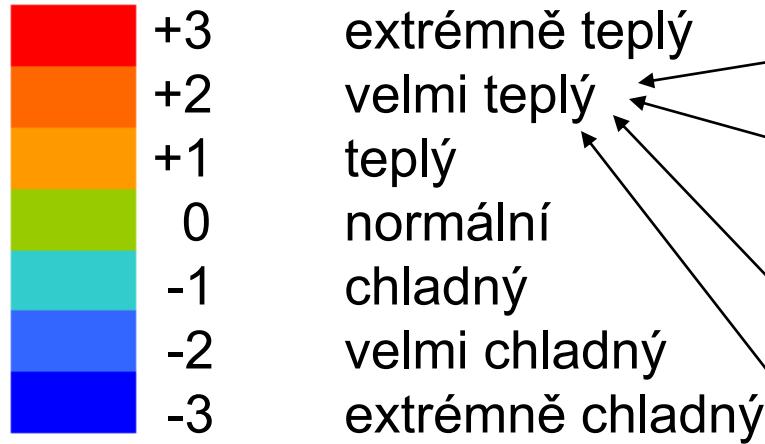 +3 extrémně teplý
+2 velmi teplý
+1 teplý
0 normální
-1 chladný
-2 velmi chladný
-3 extrémně chladný